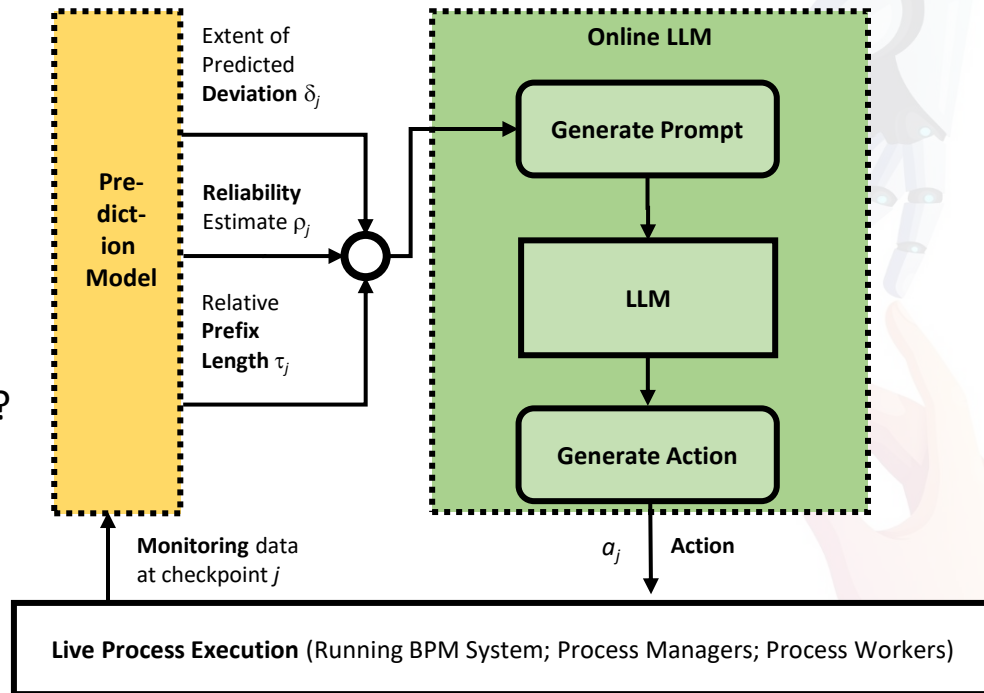 Extent of
Predicted
Deviation δj
Reliability
Estimate ρj
Relative
Prefix
Length τj
Pre-
dict-
ion
Model
?
Online LLM
Generate Prompt
LLM
Generate Action
Monitoring data
at checkpoint j
aj Action
Live Process Execution (Running BPM System; Process Managers; Process Workers)